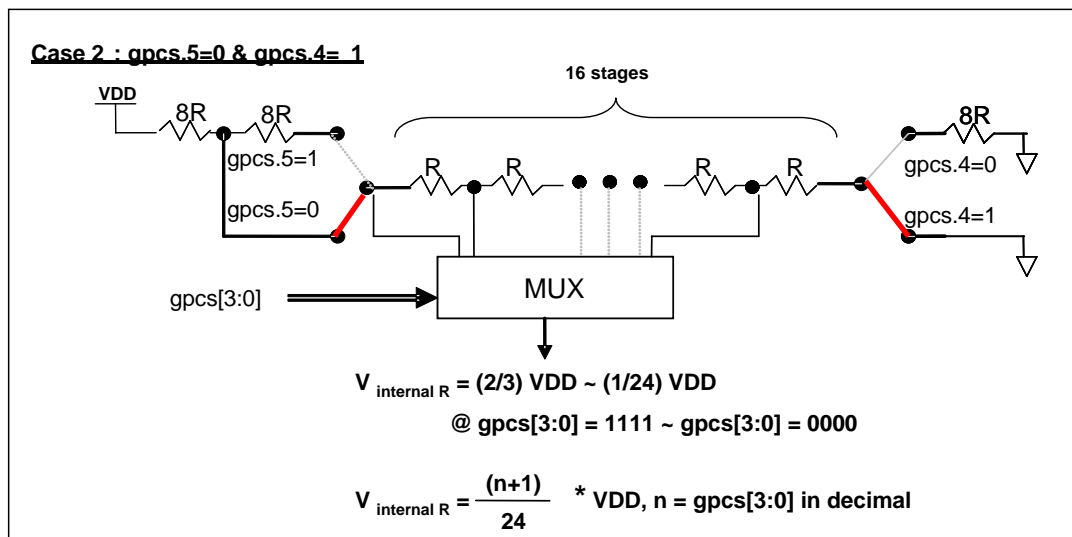 Case 2 : gpcs.5=0 & gpcs.4= 1
16 stages
VDD
8R
8R
8R
gpcs.5=1
R
R
R
R
gpcs.4=0
gpcs.5=0
gpcs.4=1
MUX
gpcs[3:0]
V internal R = (2/3) VDD ~ (1/24) VDD
@ gpcs[3:0] = 1111 ~ gpcs[3:0] = 0000
V internal R = (n+1) / 24 * VDD, n = gpcs[3:0] in decimal